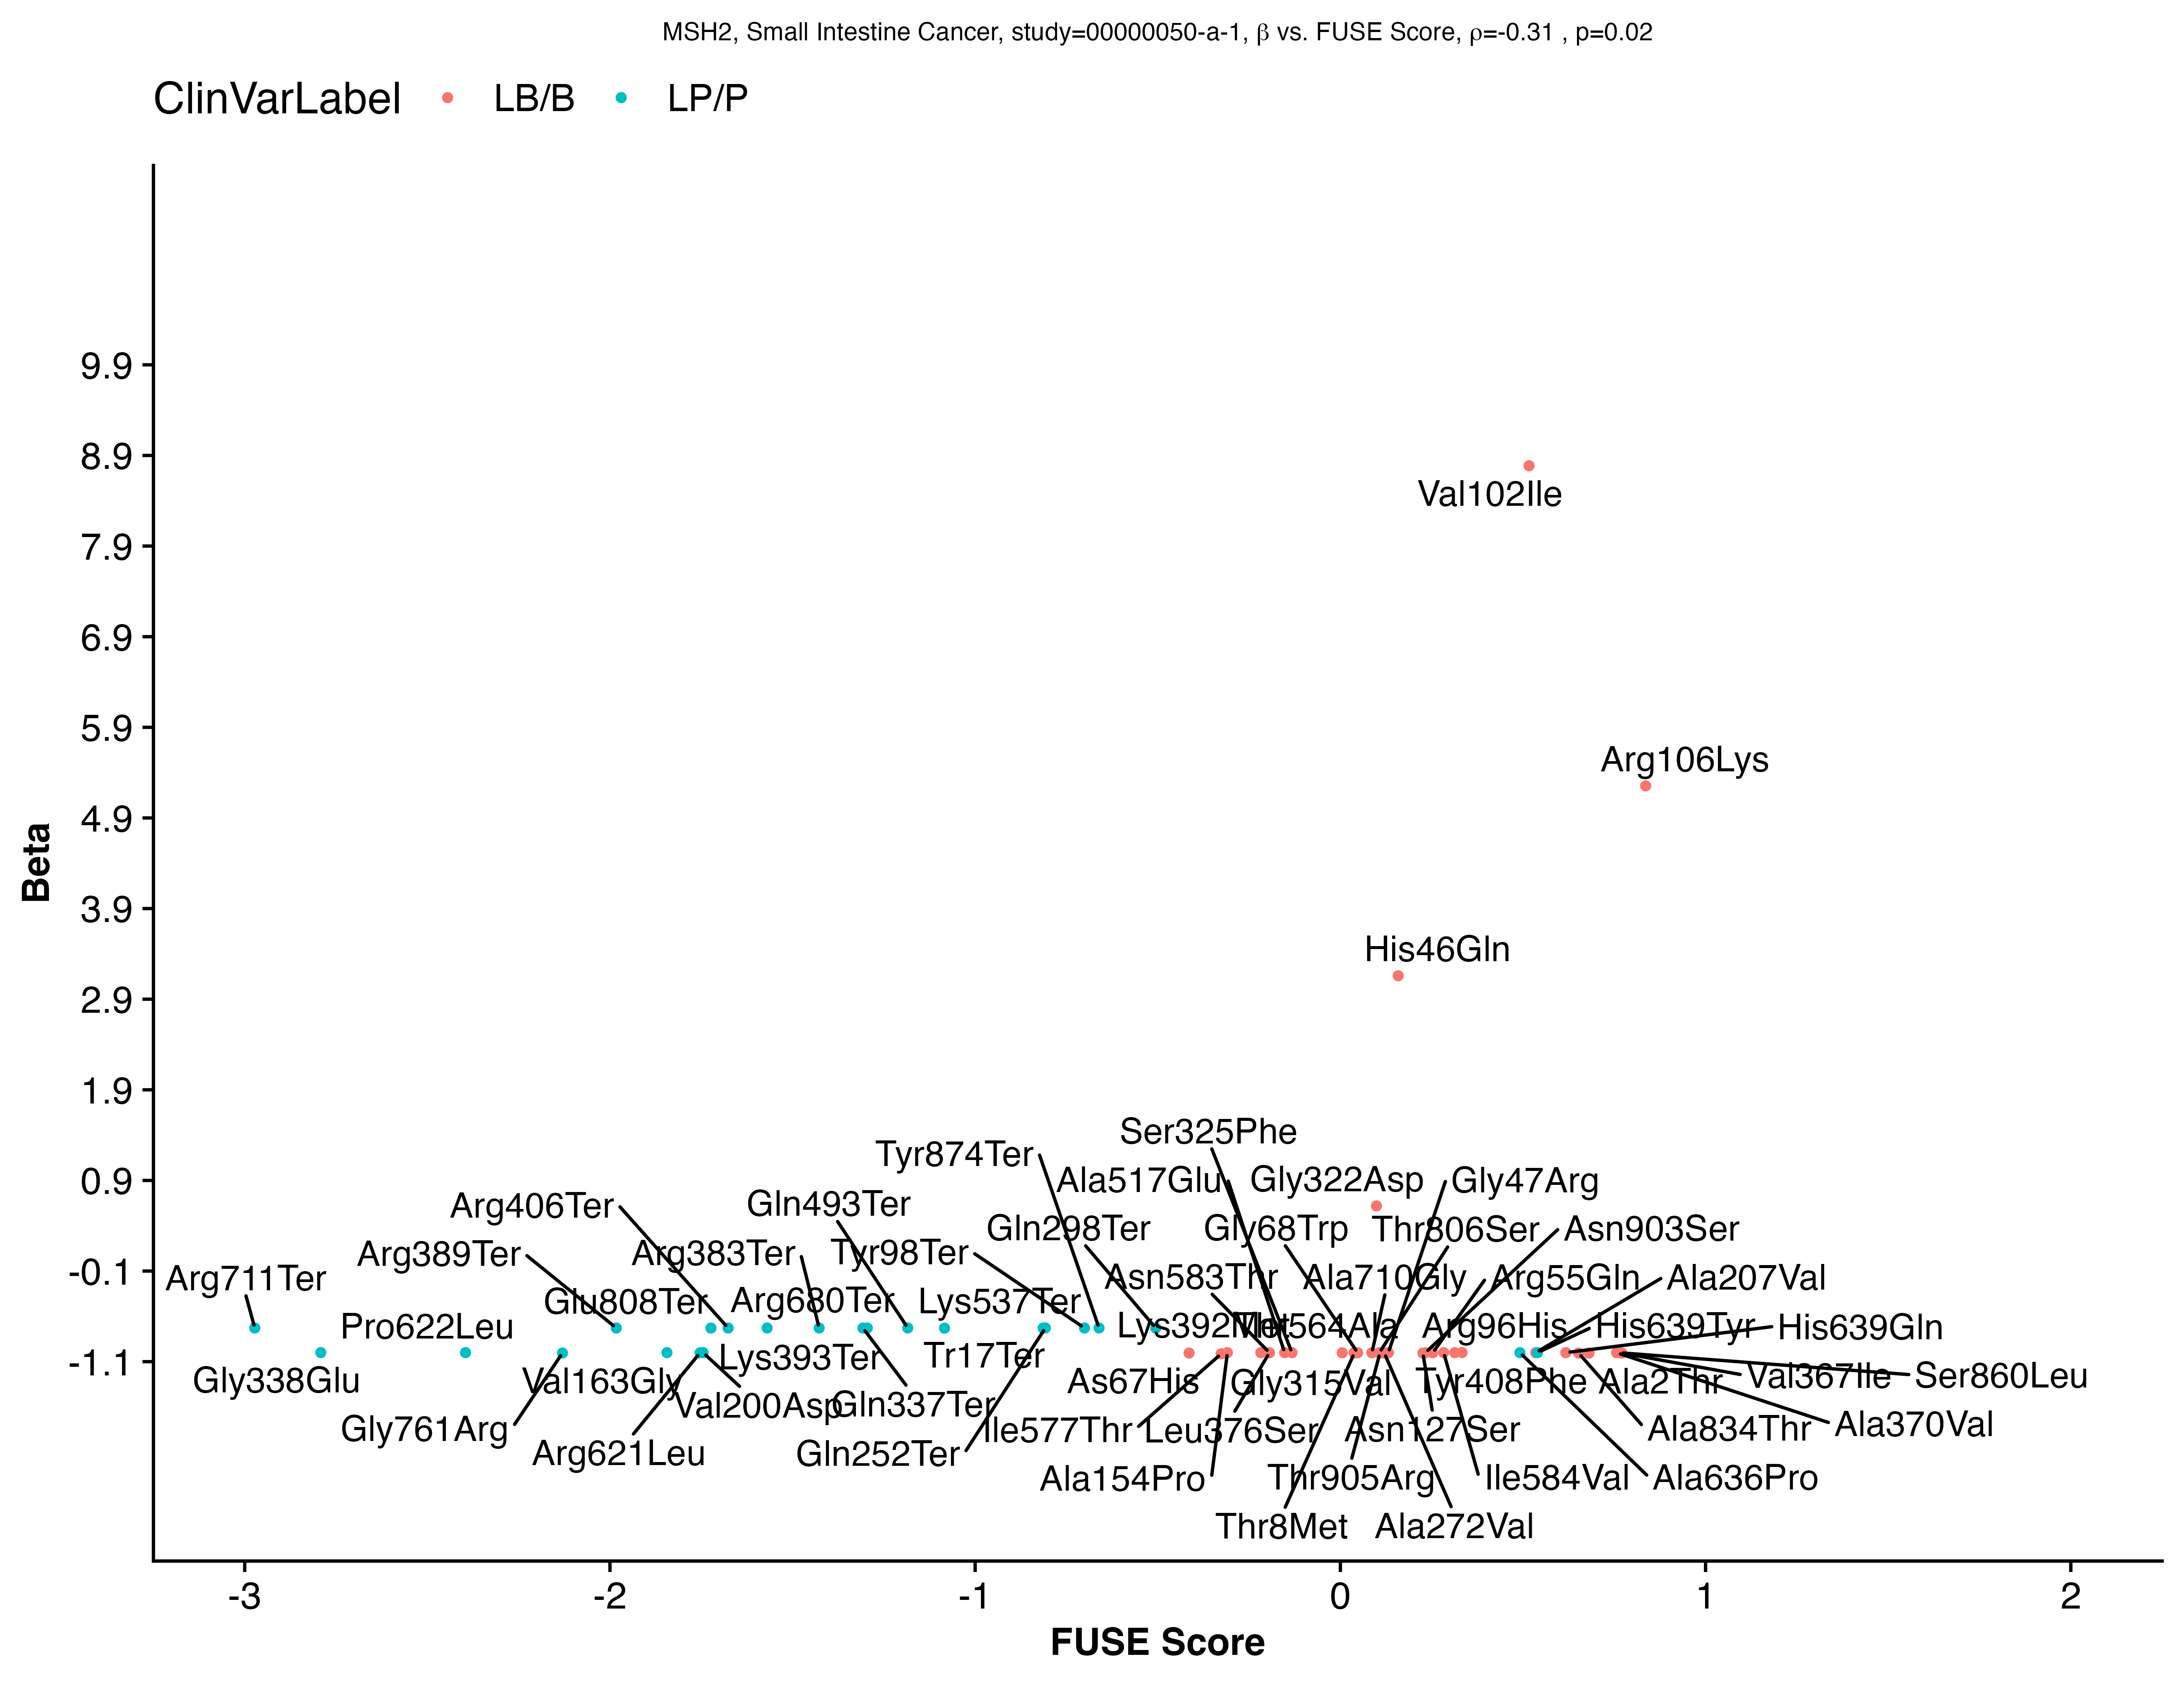 MSH2, Small Intestine Cancer, study=00000050-a-1, β vs. FUSE Score, ρ=-0.31 , p=0.02
ClinVarLabel LB/B LP/P
9.9
8.9
7.9
6.9
5.9
4.9
3.9
2.9
1.9
0.9
-0.1
-1.1
Beta
Val102Ile
Arg106Lys
His46Gln
Ser325Phe
Tyr874Ter
Ala517Glu
Gly322Asp
Gly47Arg
Arg406Ter
Gln493Ter
Gln298Ter
Gly68Trp
Thr806Ser
Asn903Ser
Arg389Ter
Arg383Ter
Tyr98Ter
Arg711Ter
Asn583Thr
Ala710Gly
Arg55Gln
Ala207Val
Glu808Ter
Arg680Ter
Lys537Ter
Pro622Leu
Lys392Met
Thr564Ala
Arg96His
His639Tyr
His639Gln
Lys393Ter
Tr17Ter
Gly338Glu
Val163Gly
As67His
Gly315Val
Tyr408Phe
Ala2Thr
Val367Ile
Ser860Leu
Val200Asp
Gln337Ter
Gly761Arg
Ile577Thr
Leu376Ser
Asn127Ser
Ala834Thr
Ala370Val
Arg621Leu
Gln252Ter
Ala154Pro
Thr905Arg
Ile584Val
Ala636Pro
Thr8Met
Ala272Val
-3 -2 -1 0 1 2
FUSE Score